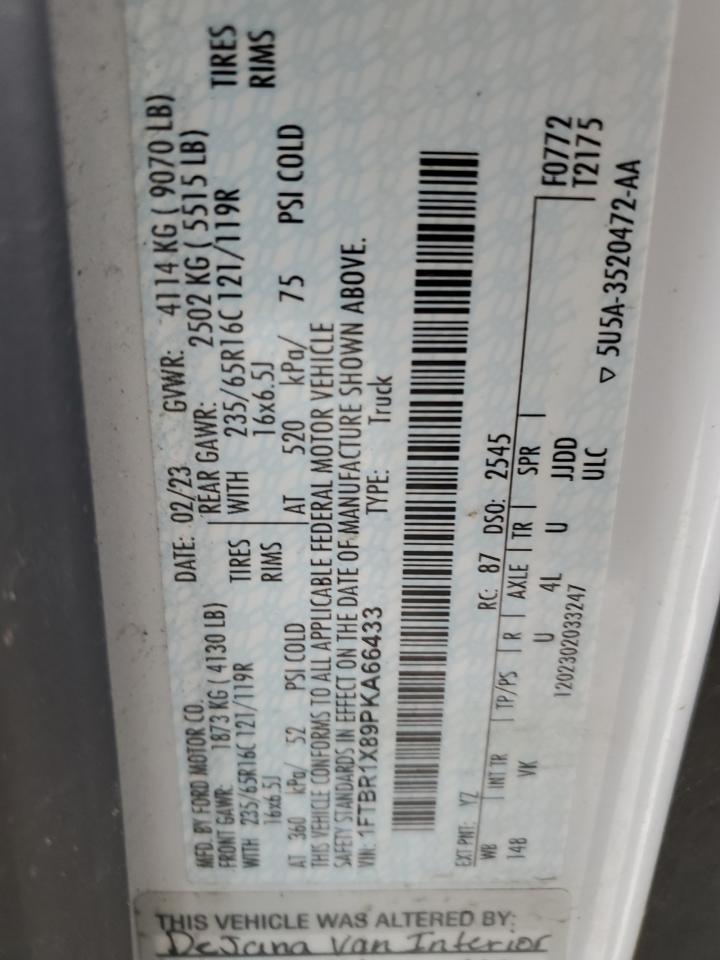 MFD. BY FORD MOTOR CO. DATE: 02/23 GVWR: 4114 KG ( 9070 LB)
FRONT GAWR: 1873 KG ( 4130 LB) REAR GAWR: 2502 KG ( 5515 LB)
WITH 235/65R16C 121/119R TIRES WITH 235/65R16C 121/119R TIRES
16x6.5J RIMS 16x6.5J RIMS
AT 360 kPa/ 52 PSI COLD AT 520 kPa/ 75 PSI COLD
THIS VEHICLE CONFORMS TO ALL APPLICABLE FEDERAL MOTOR VEHICLE
SAFETY STANDARDS IN EFFECT ON THE DATE OF MANUFACTURE SHOWN ABOVE.
VIN: 1FTBR1X89PKA66433 TYPE: Truck
EXT PNT: YZ RC: 87 DSO: 2545 F0772
WB INT TR TP/PS R AXLE TR SPR T2175
148 VK U 4L U JJDD
1202302033247 ULC ▽ 5U5A-3520472-AA
THIS VEHICLE WAS ALTERED BY:
DeJana Van Interior